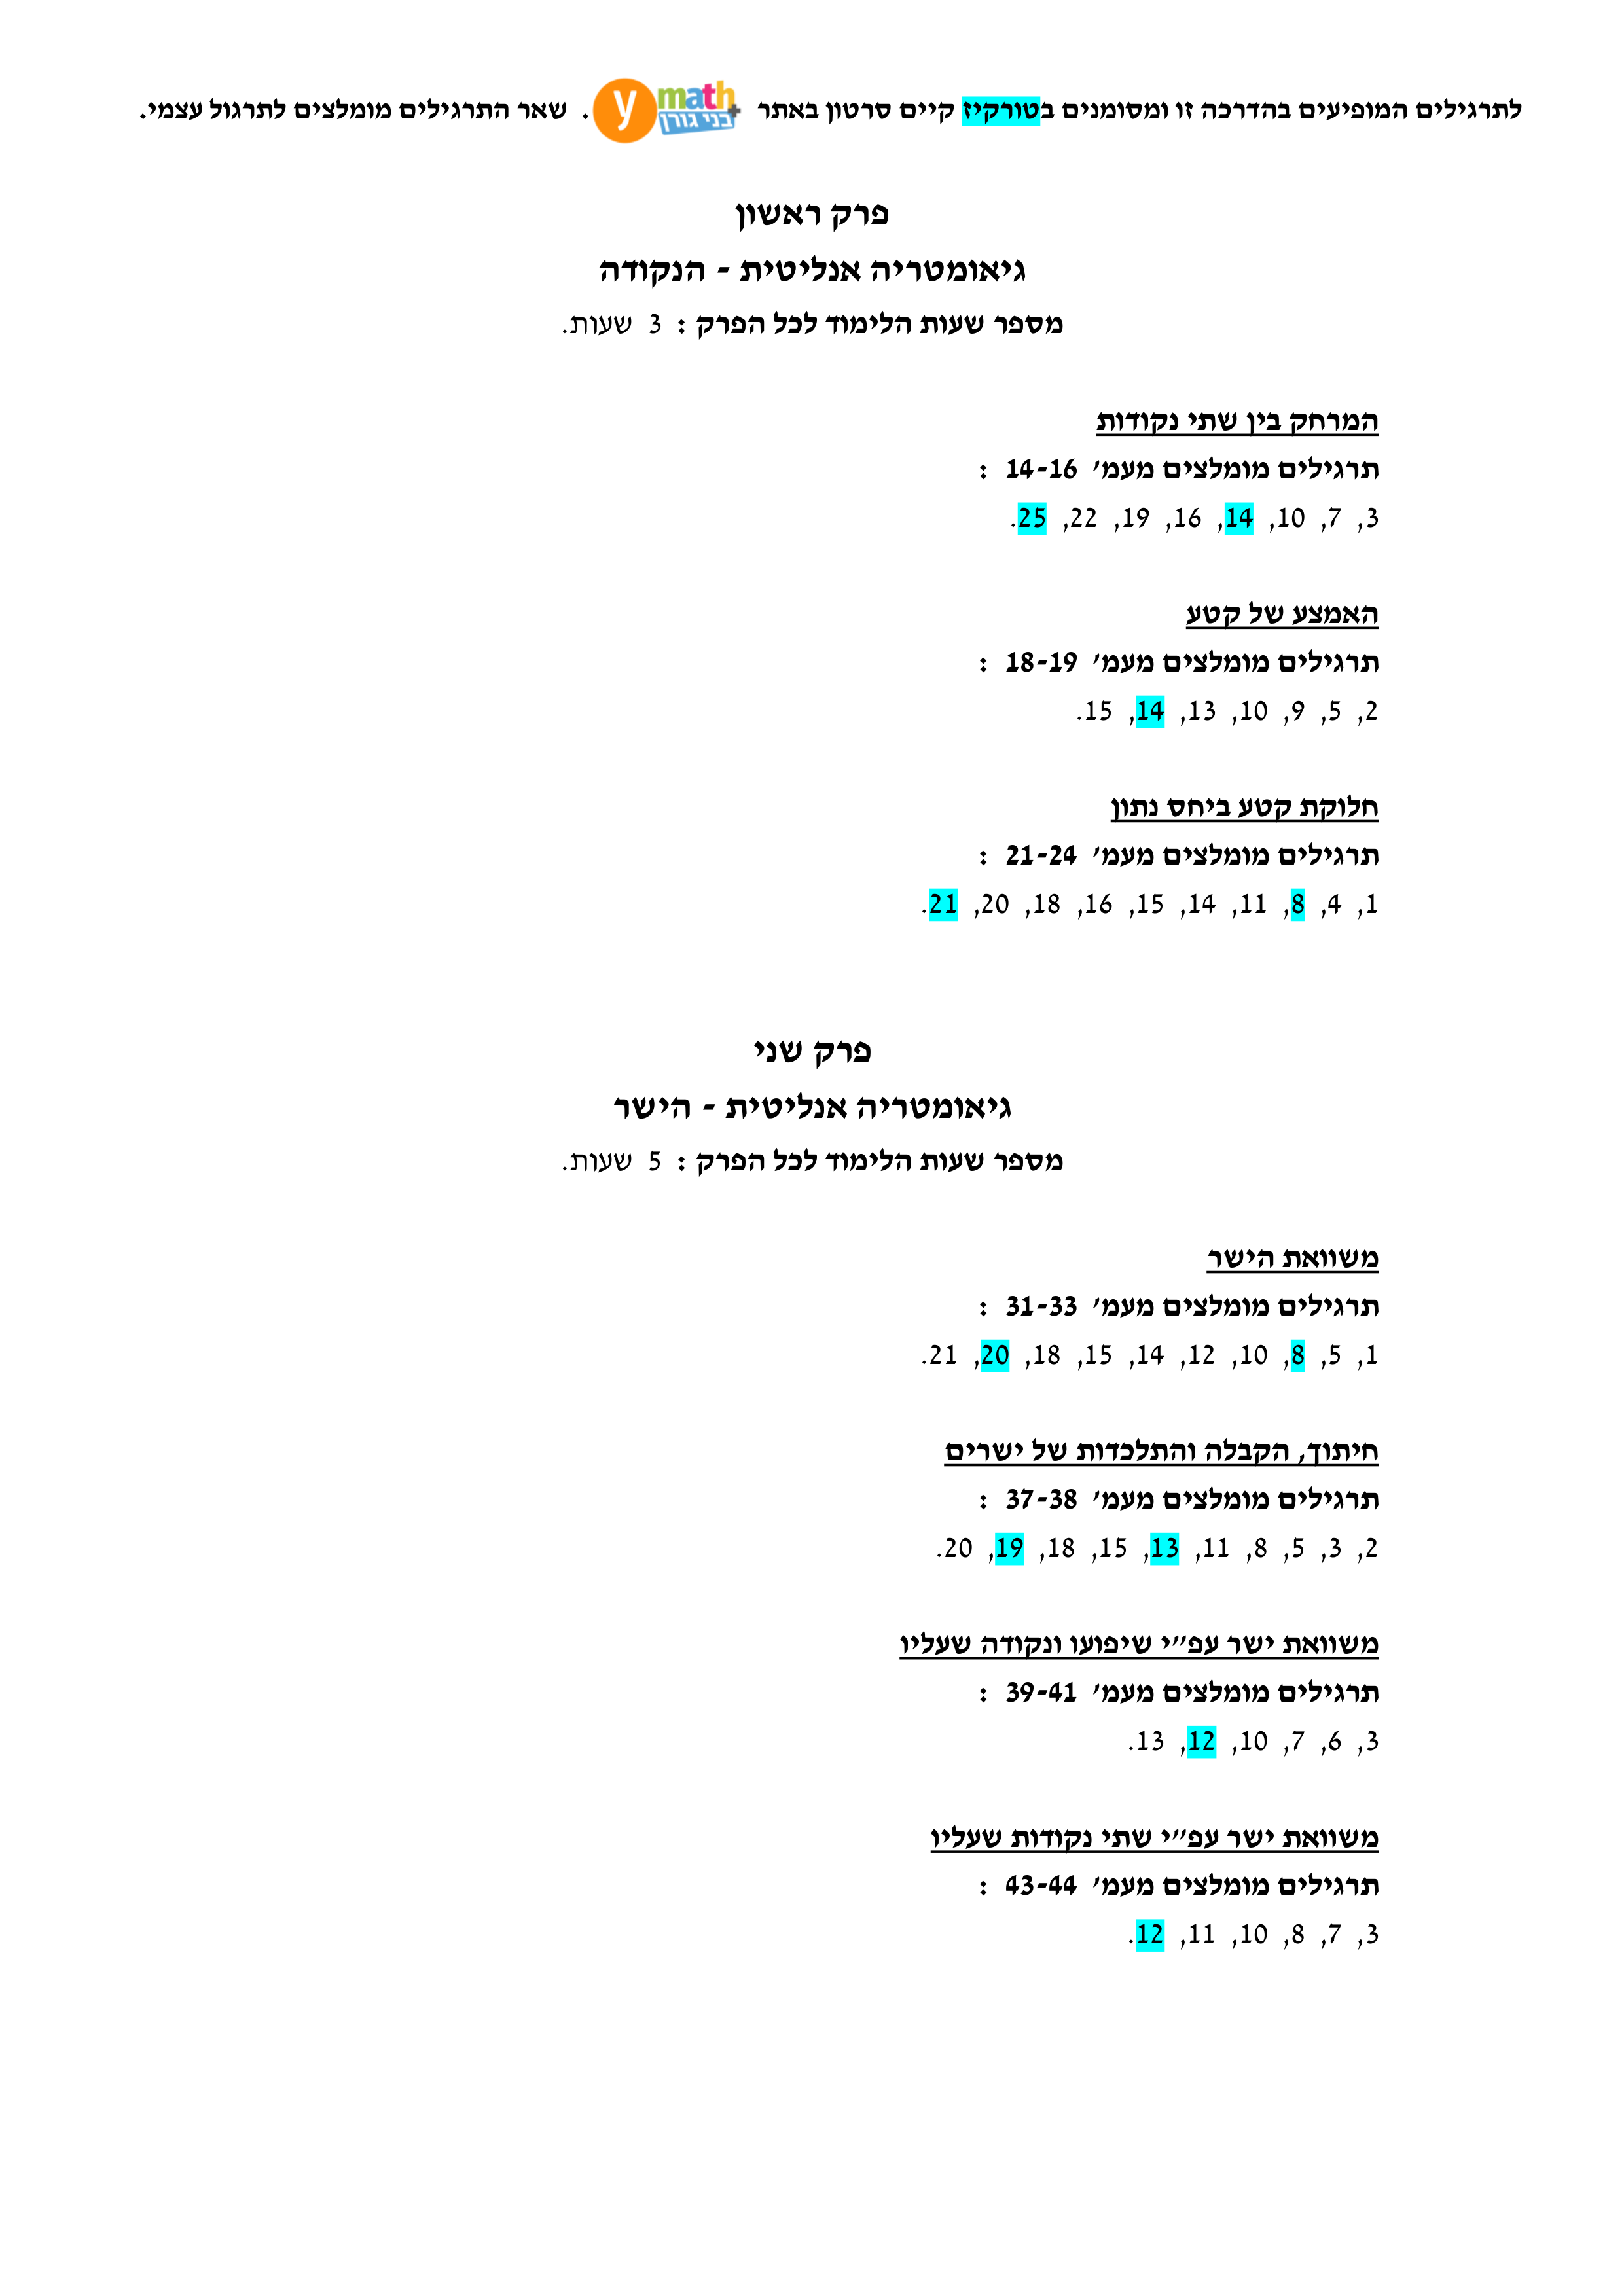 לתרגילים המופיעים בהדרכה זו ומסומנים בטורקיז קיים סרטון באתר y math+ בני גורן . שאר התרגילים מומלצים לתרגול עצמי.
פרק ראשון
גיאומטריה אנליטית - הנקודה
מספר שעות הלימוד לכל הפרק : 3 שעות.
המרחק בין שתי נקודות
תרגילים מומלצים מעמ' 14-16 :
3, 7, 10, 14, 16, 19, 22, 25.
האמצע של קטע
תרגילים מומלצים מעמ' 18-19 :
2, 5, 9, 10, 13, 14, 15.
חלוקת קטע ביחס נתון
תרגילים מומלצים מעמ' 21-24 :
1, 4, 8, 11, 14, 15, 16, 18, 20, 21.
פרק שני
גיאומטריה אנליטית - הישר
מספר שעות הלימוד לכל הפרק : 5 שעות.
משוואת הישר
תרגילים מומלצים מעמ' 31-33 :
1, 5, 8, 10, 12, 14, 15, 18, 20, 21.
חיתוך, הקבלה והתלכדות של ישרים
תרגילים מומלצים מעמ' 37-38 :
2, 3, 5, 8, 11, 13, 15, 18, 19, 20.
משוואת ישר עפ"י שיפועו ונקודה שעליו
תרגילים מומלצים מעמ' 39-41 :
3, 6, 7, 10, 12, 13.
משוואת ישר עפ"י שתי נקודות שעליו
תרגילים מומלצים מעמ' 43-44 :
3, 7, 8, 10, 11, 12.